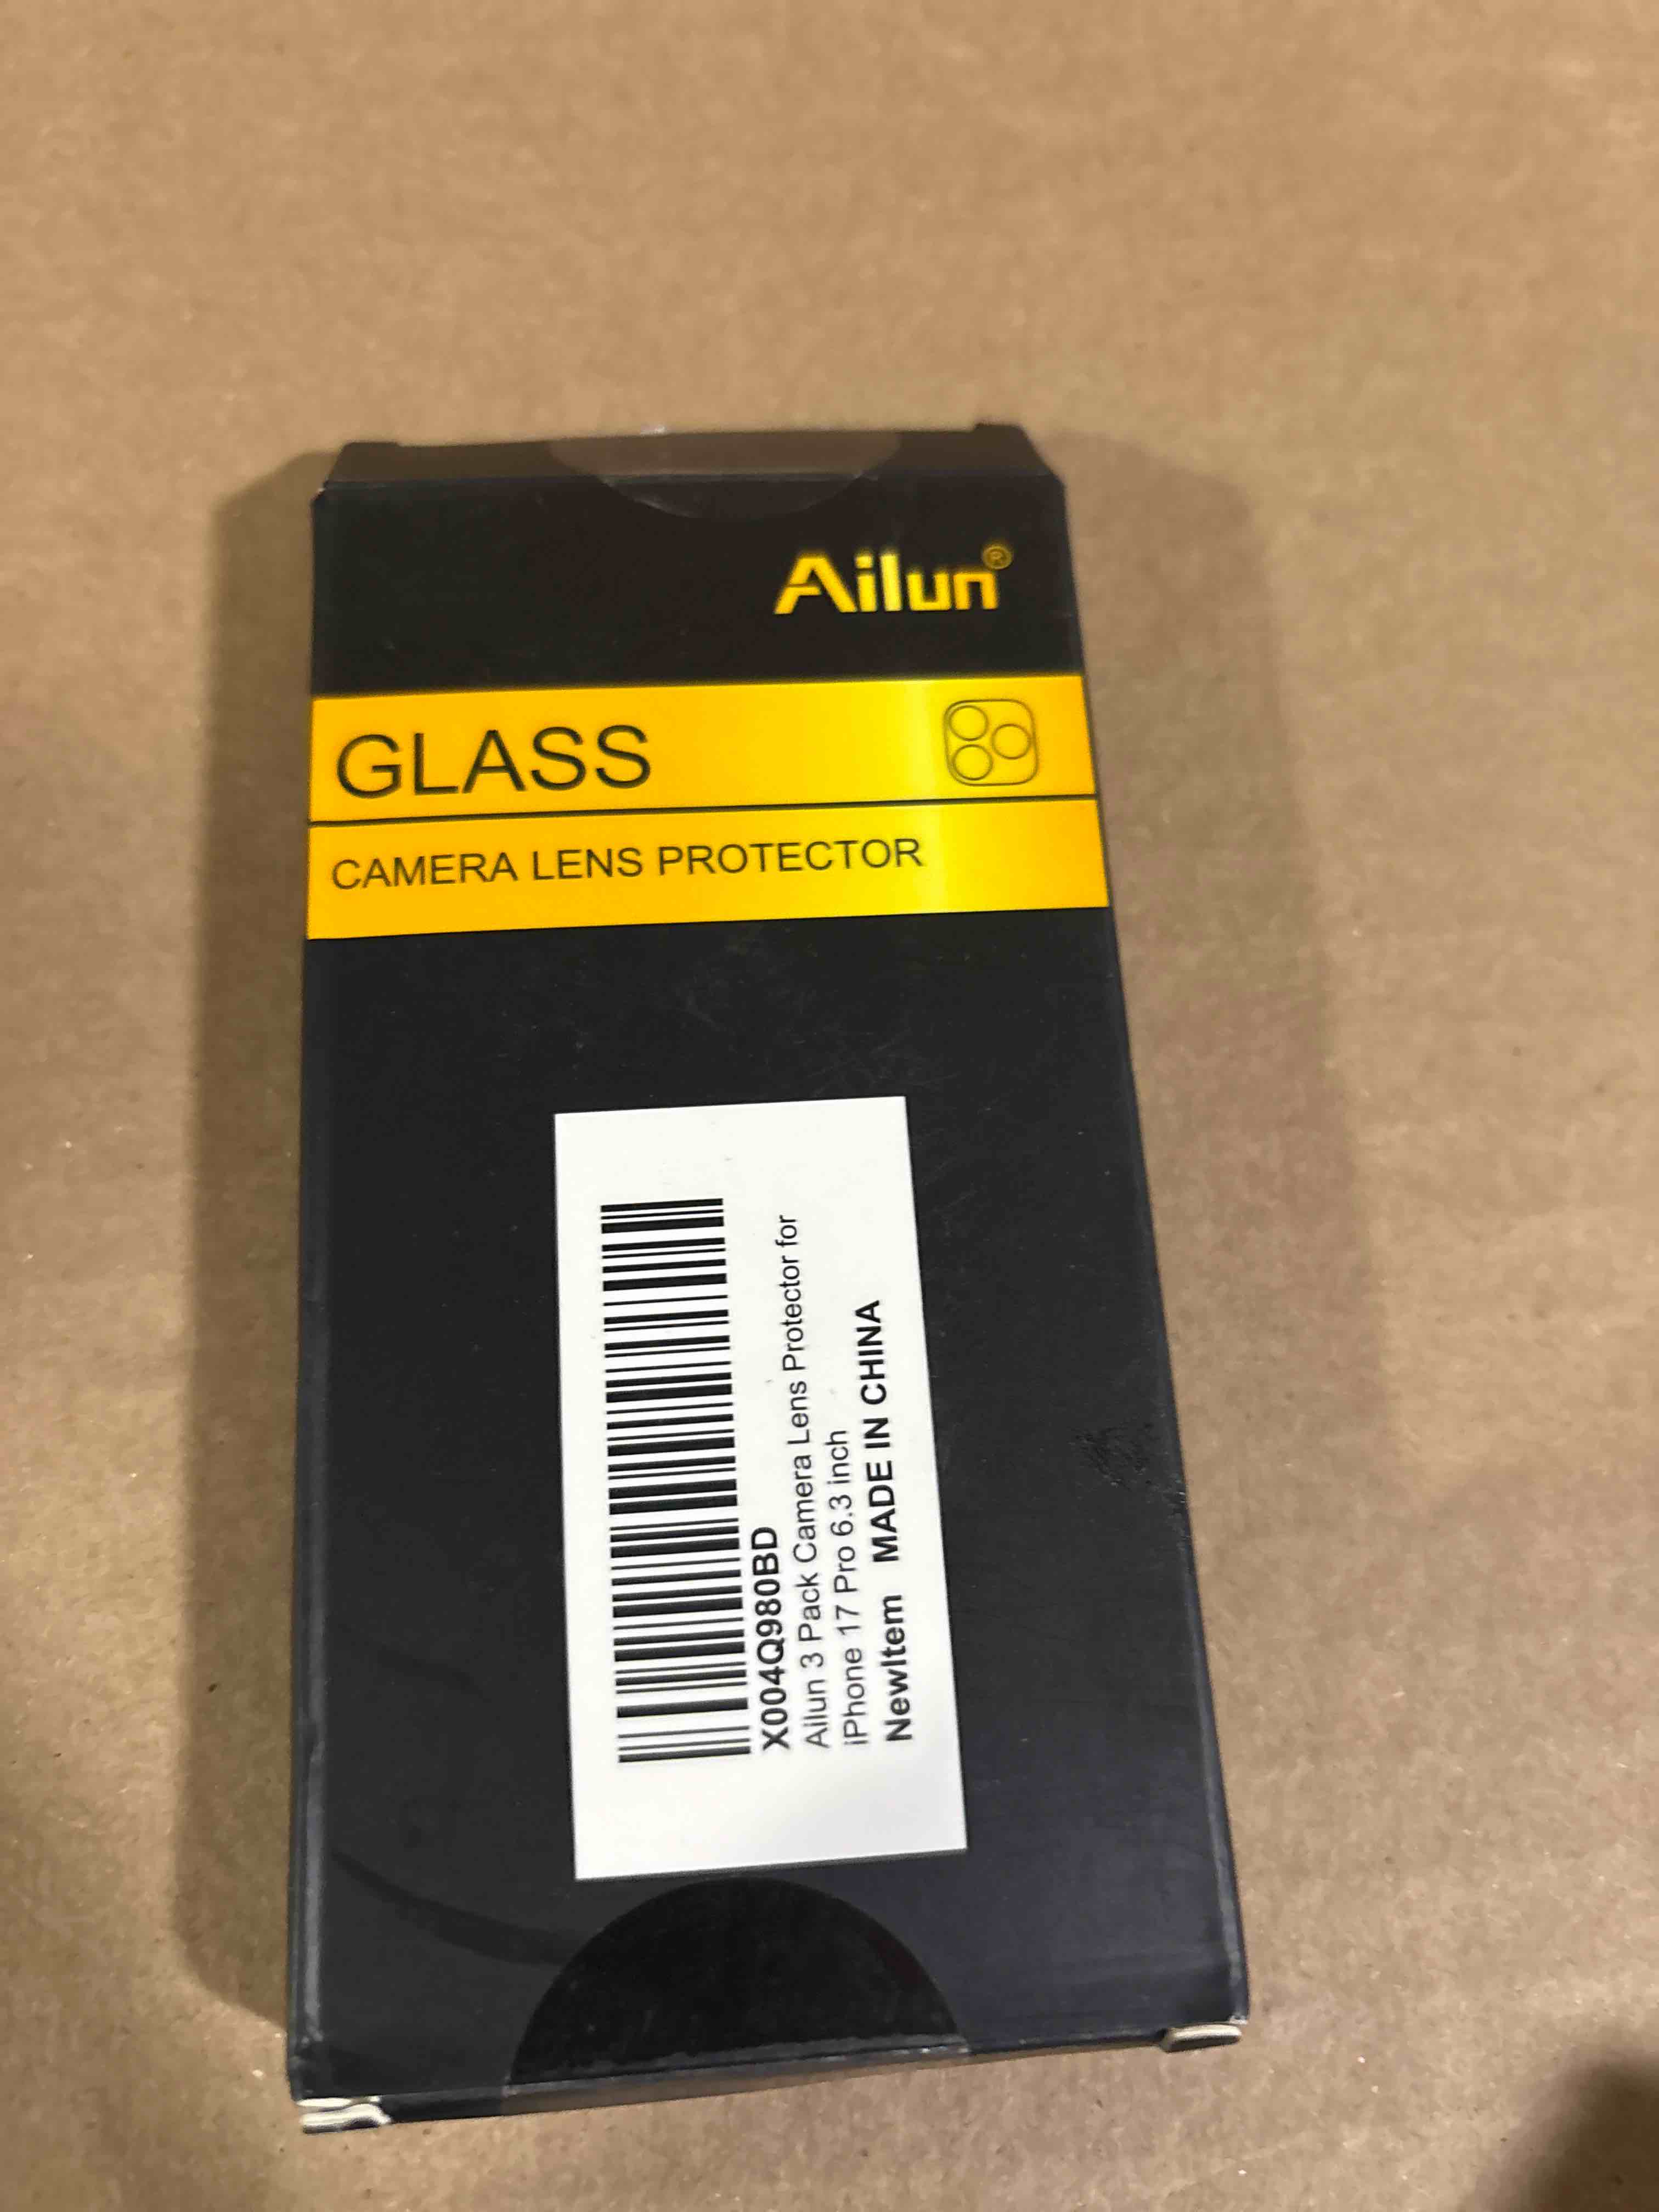 Ailun®
GLASS
CAMERA LENS PROTECTOR
X004Q980BD
Ailun 3 Pack Camera Lens Protector for
iPhone 17 Pro 6.3 inch
NewItem MADE IN CHINA